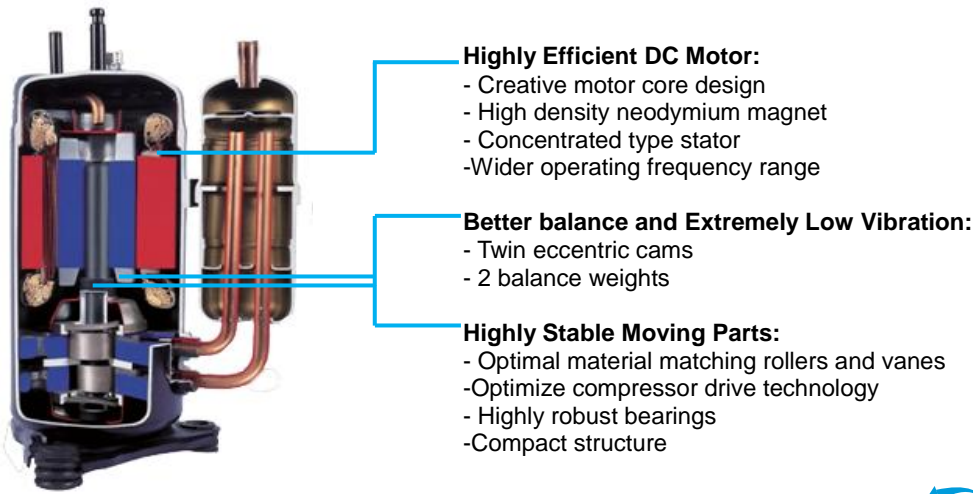 Highly Efficient DC Motor:
- Creative motor core design
- High density neodymium magnet
- Concentrated type stator
-Wider operating frequency range
Better balance and Extremely Low Vibration:
- Twin eccentric cams
- 2 balance weights
Highly Stable Moving Parts:
- Optimal material matching rollers and vanes
-Optimize compressor drive technology
- Highly robust bearings
-Compact structure